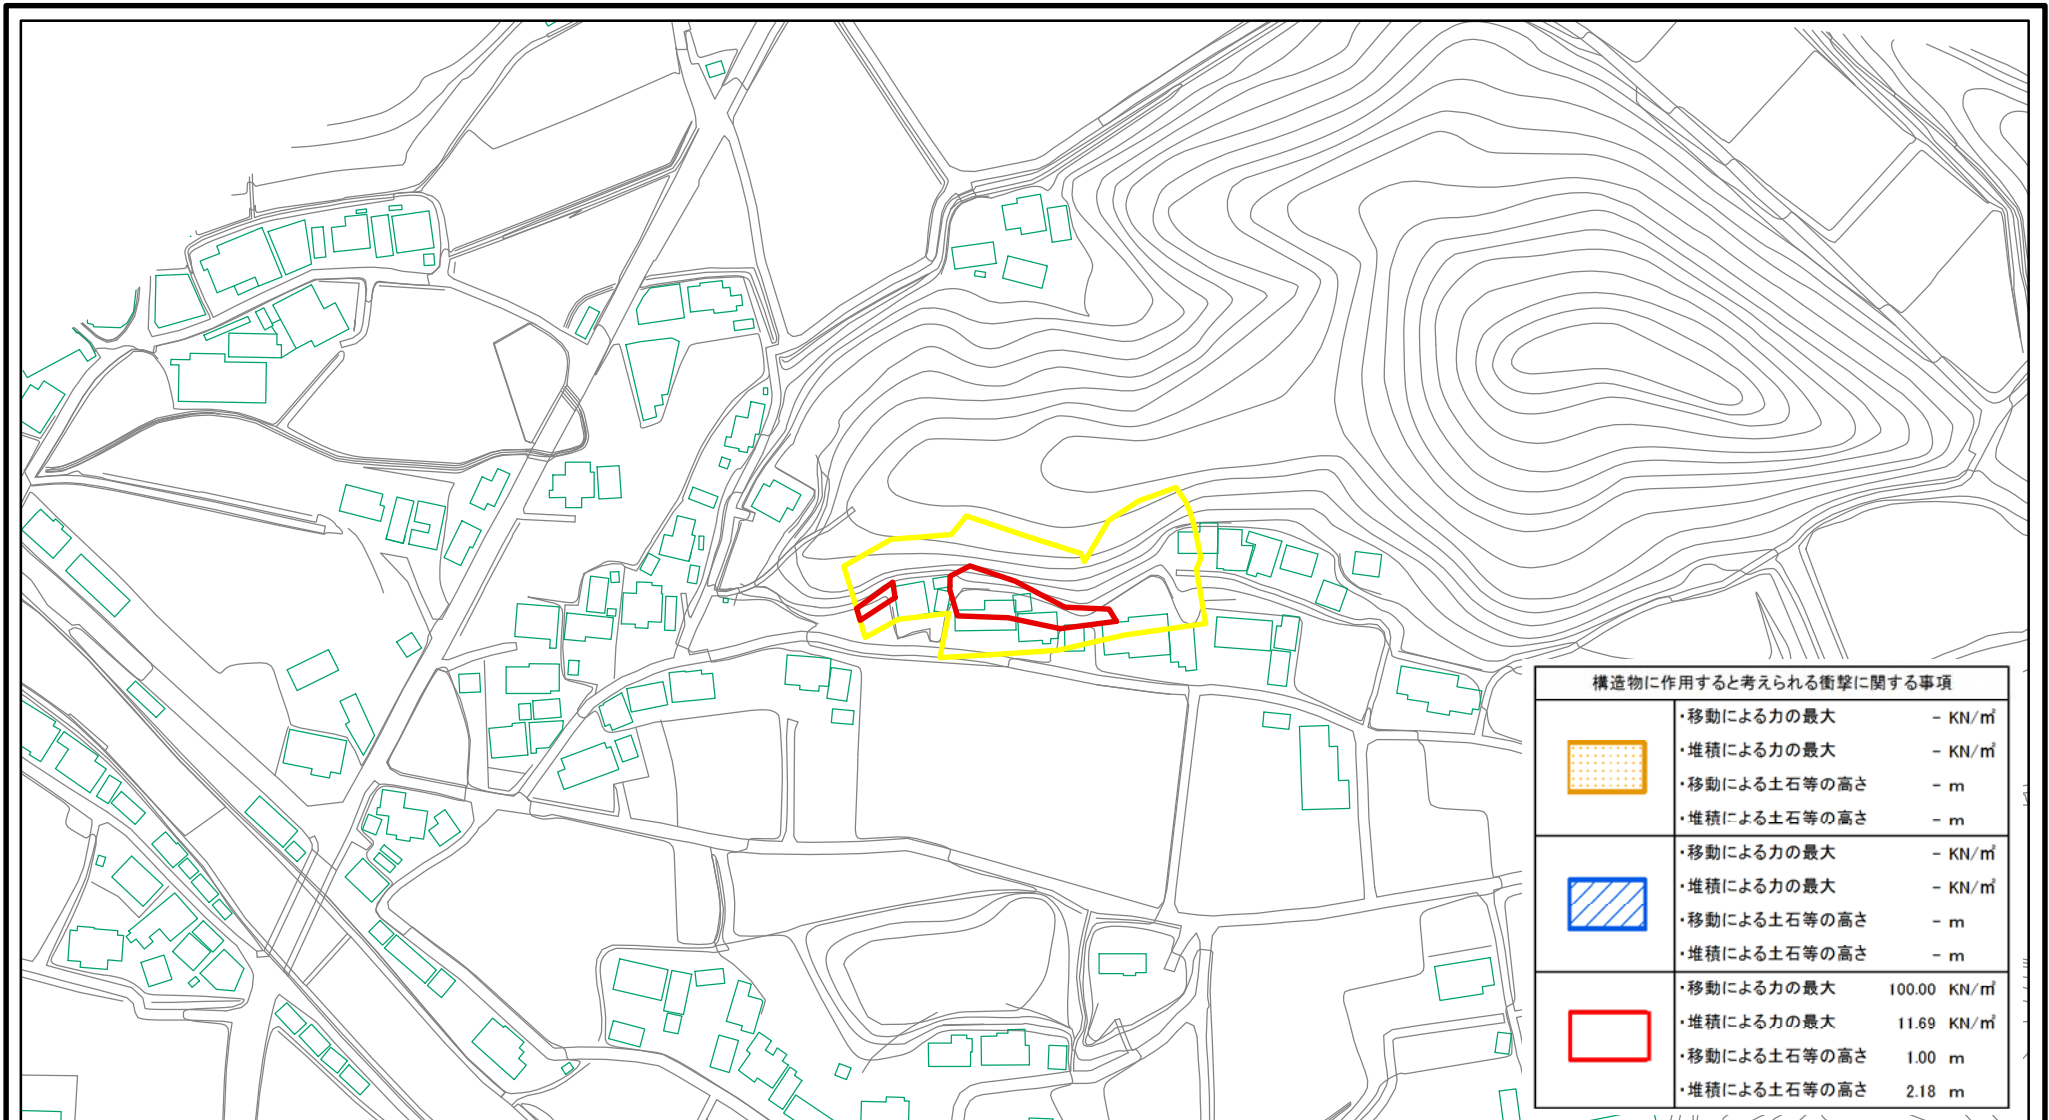 構造物に作用すると考えられる衝撃に関する事項
・移動による力の最大 - KN/㎡
・堆積による力の最大 - KN/㎡
・移動による土石等の高さ - m
・堆積による土石等の高さ - m
・移動による力の最大 - KN/㎡
・堆積による力の最大 - KN/㎡
・移動による土石等の高さ - m
・堆積による土石等の高さ - m
・移動による力の最大 100.00 KN/㎡
・堆積による力の最大 11.69 KN/㎡
・移動による土石等の高さ 1.00 m
・堆積による土石等の高さ 2.18 m